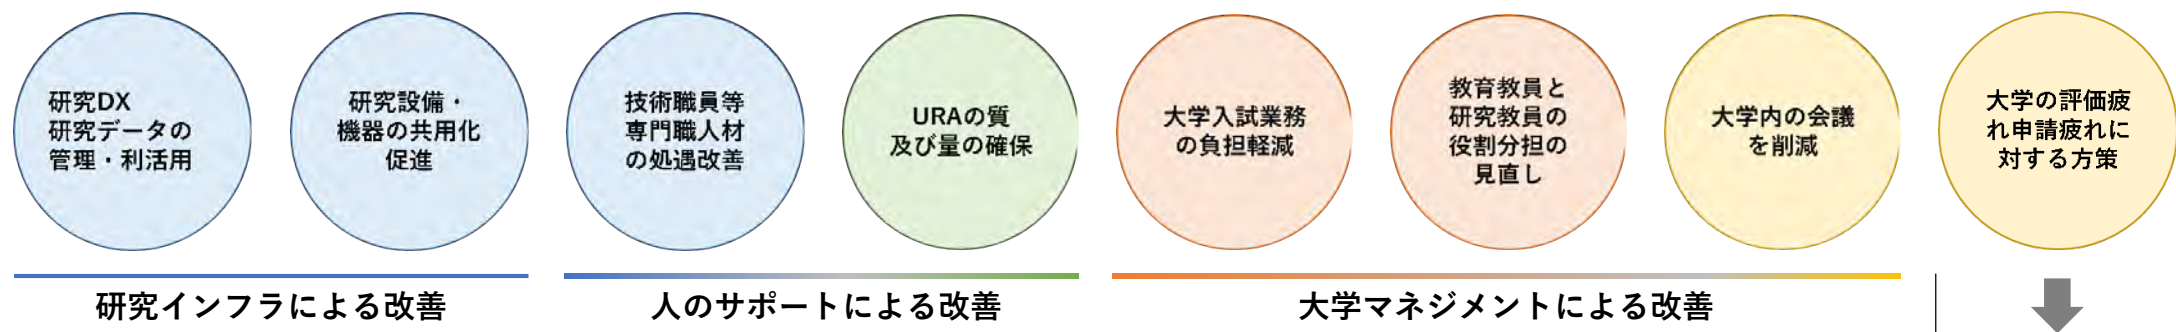 研究DX
研究データの
管理・利活用
研究設備・
機器の共用化
促進
技術職員等
専門職人材
の処遇改善
URAの質
及び量の確保
大学入試業務
の負担軽減
教育教員と
研究教員の
役割分担の
見直し
大学内の会議
を削減
大学の評価疲
れ申請疲れに
対する方策
研究インフラによる改善
人のサポートによる改善
大学マネジメントによる改善